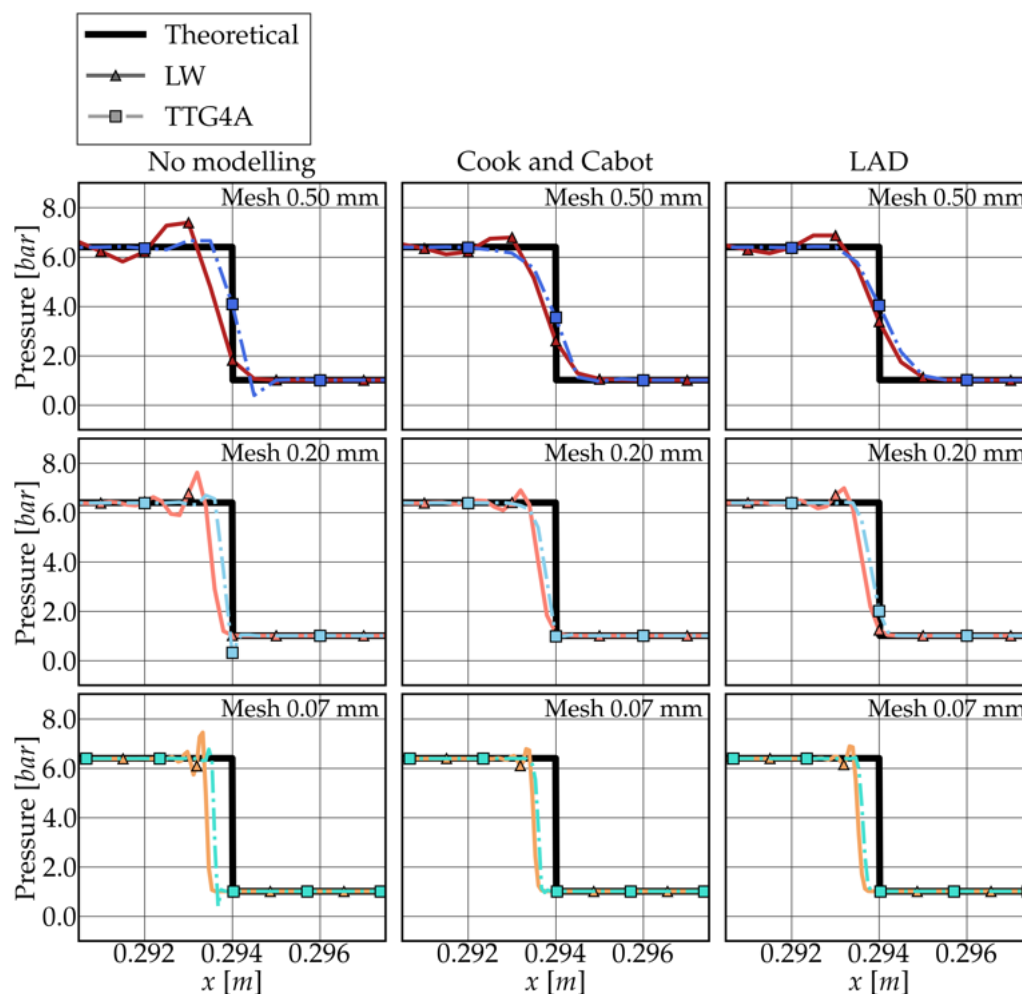 Theoretical
LW
TTG4A
No modelling
Cook and Cabot
LAD
Mesh 0.50 mm
Mesh 0.50 mm
Mesh 0.50 mm
Pressure [bar]
8.0
6.0
4.0
2.0
0.0
Mesh 0.20 mm
Mesh 0.20 mm
Mesh 0.20 mm
Pressure [bar]
8.0
6.0
4.0
2.0
0.0
Mesh 0.07 mm
Mesh 0.07 mm
Mesh 0.07 mm
Pressure [bar]
8.0
6.0
4.0
2.0
0.0
0.292 0.294 0.296
0.292 0.294 0.296
0.292 0.294 0.296
x [m]
x [m]
x [m]